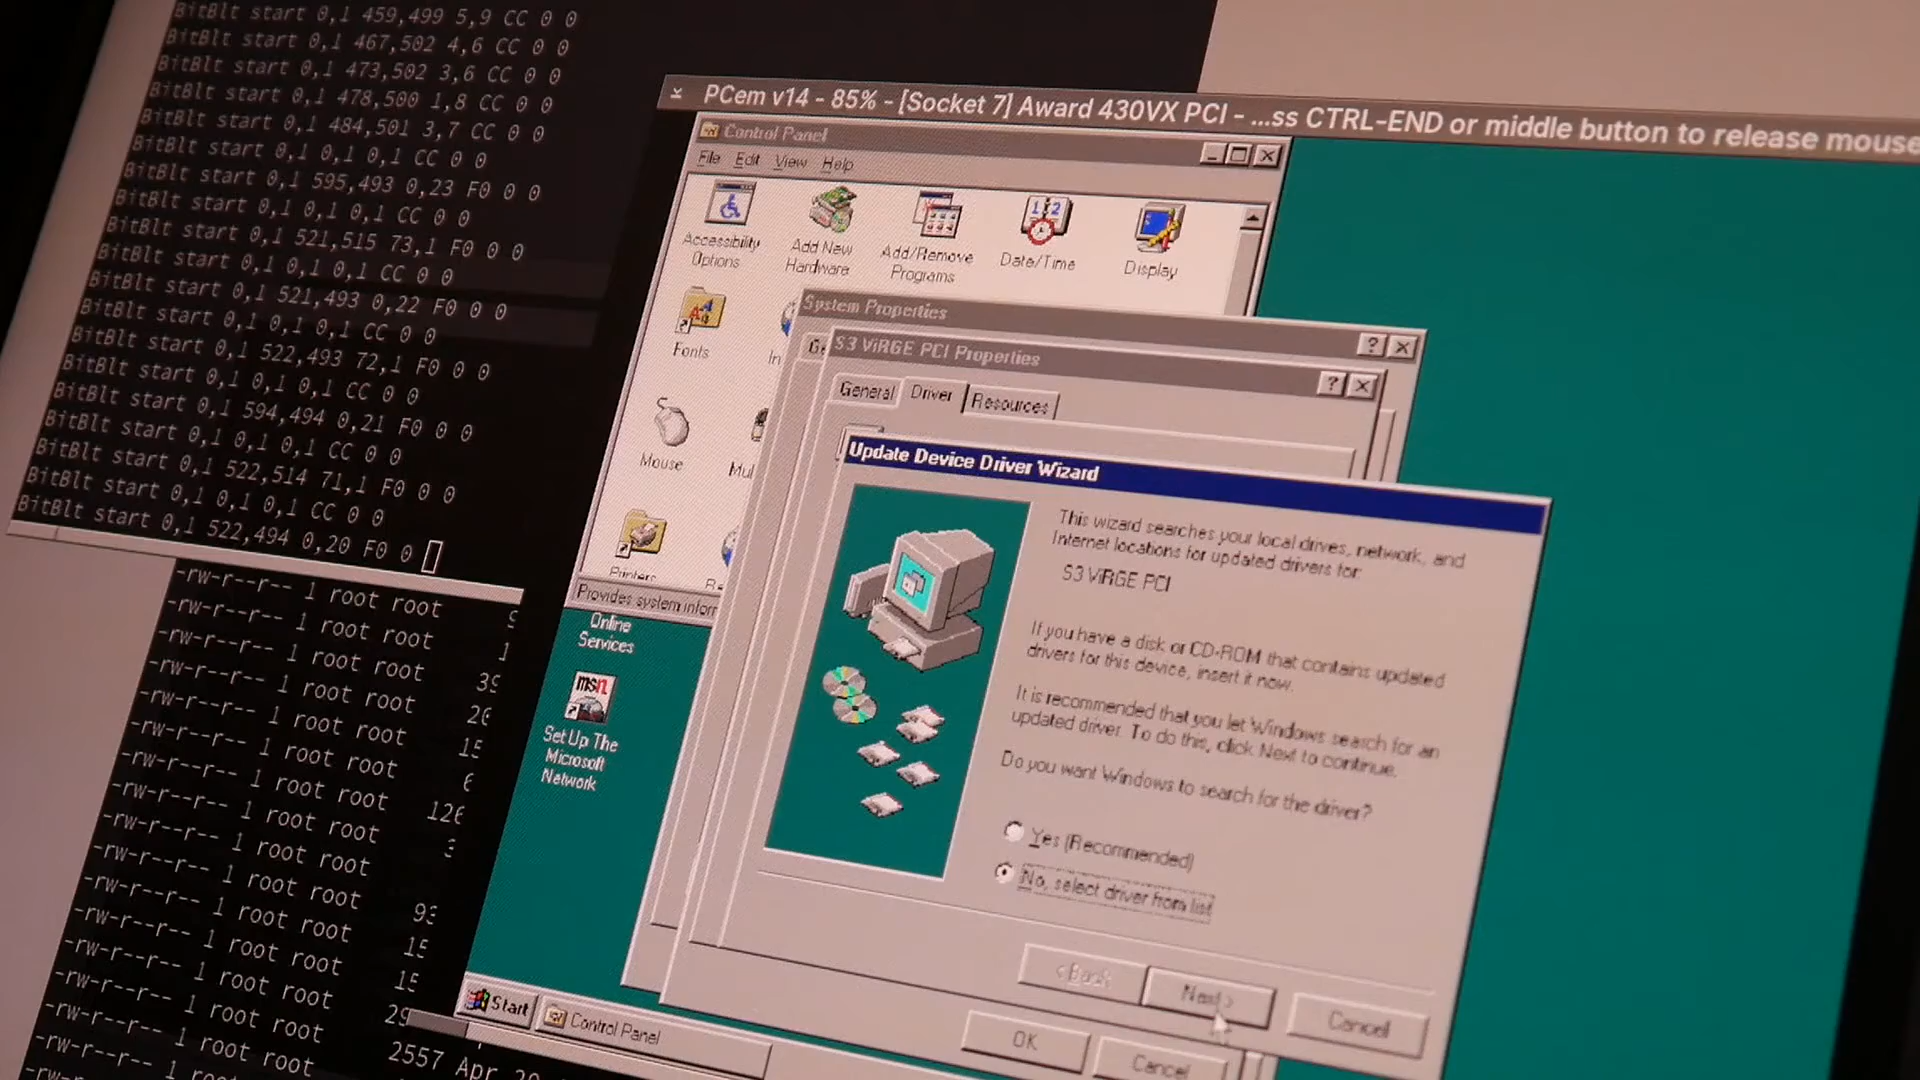 BitBlt start 0,1 459,499 5,9 CC 0 0
BitBlt start 0,1 467,502 4,6 CC 0 0
BitBlt start 0,1 473,502 3,6 CC 0 0
BitBlt start 0,1 478,500 1,8 CC 0 0
BitBlt start 0,1 484,501 3,7 CC 0 0
BitBlt start 0,1 0,1 0,1 CC 0 0
BitBlt start 0,1 595,493 0,23 F0 0 0
BitBlt start 0,1 0,1 0,1 CC 0 0
BitBlt start 0,1 521,515 73,1 F0 0 0
BitBlt start 0,1 0,1 0,1 CC 0 0
BitBlt start 0,1 521,493 0,22 F0 0 0
BitBlt start 0,1 0,1 0,1 CC 0 0
BitBlt start 0,1 522,493 72,1 F0 0 0
BitBlt start 0,1 0,1 0,1 CC 0 0
BitBlt start 0,1 594,494 0,21 F0 0 0
BitBlt start 0,1 0,1 0,1 CC 0 0
BitBlt start 0,1 522,514 71,1 F0 0 0
BitBlt start 0,1 0,1 0,1 CC 0 0
BitBlt start 0,1 522,494 0,20 F0 0
-rw-r--r-- 1 root root
-rw-r--r-- 1 root root 1
-rw-r--r-- 1 root root
-rw-r--r-- 1 root root
-rw-r--r-- 1 root root 15
-rw-r--r-- 1 root root
-rw-r--r-- 1 root root
-rw-r--r-- 1 root root
-rw-r--r-- 1 root root
-rw-r--r-- 1 root root
-rw-r--r-- 1 root root 15
-rw-r--r-- 1 root root 15
-rw-r--r-- 1 root root
-rw-r--r-- 1 root root 2557 Apr
-rw-r--r--
PCem v14 - 85% - [Socket 7] Award 430VX PCI - ...ss CTRL-END or middle button to release mouse
Control Panel
File Edit View Help
Accessibility Options
Add New Hardware
Add/Remove Programs
Date/Time
Display
Fonts
In
Mouse
Mul
Printers
Provides system inform
Online Services
msn
Set Up The Microsoft Network
System Properties
Ge
S3 ViRGE PCI Properties
General Driver Resources
Update Device Driver Wizard
This wizard searches your local drives, network, and
Internet locations for updated drivers for:
S3 ViRGE PCI
If you have a disk or CD-ROM that contains updated
drivers for this device, insert it now.
It is recommended that you let Windows search for an
updated driver. To do this, click Next to continue.
Do you want Windows to search for the driver?
Yes (Recommended)
No, select driver from list
< Back Next > Cancel
OK Cancel
Start Control Panel